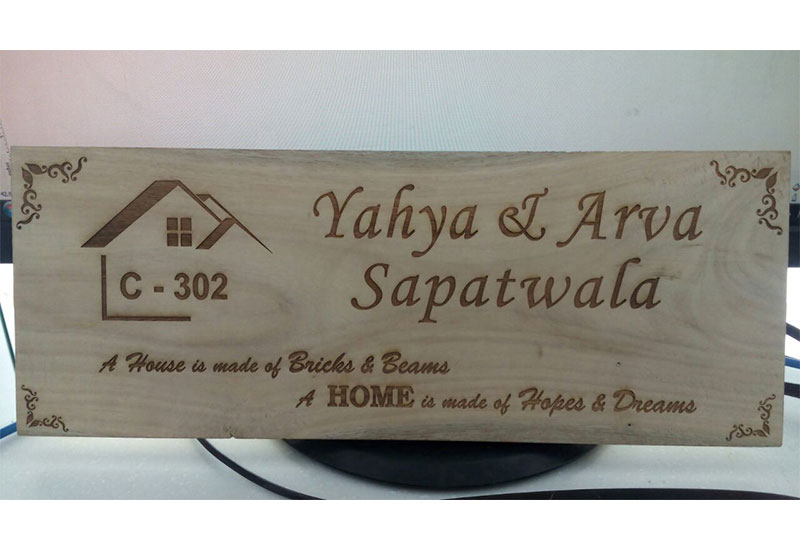 Yahya & Arva
Sapatwala
C - 302
A House is made of Bricks & Beams
A HOME is made of Hopes & Dreams